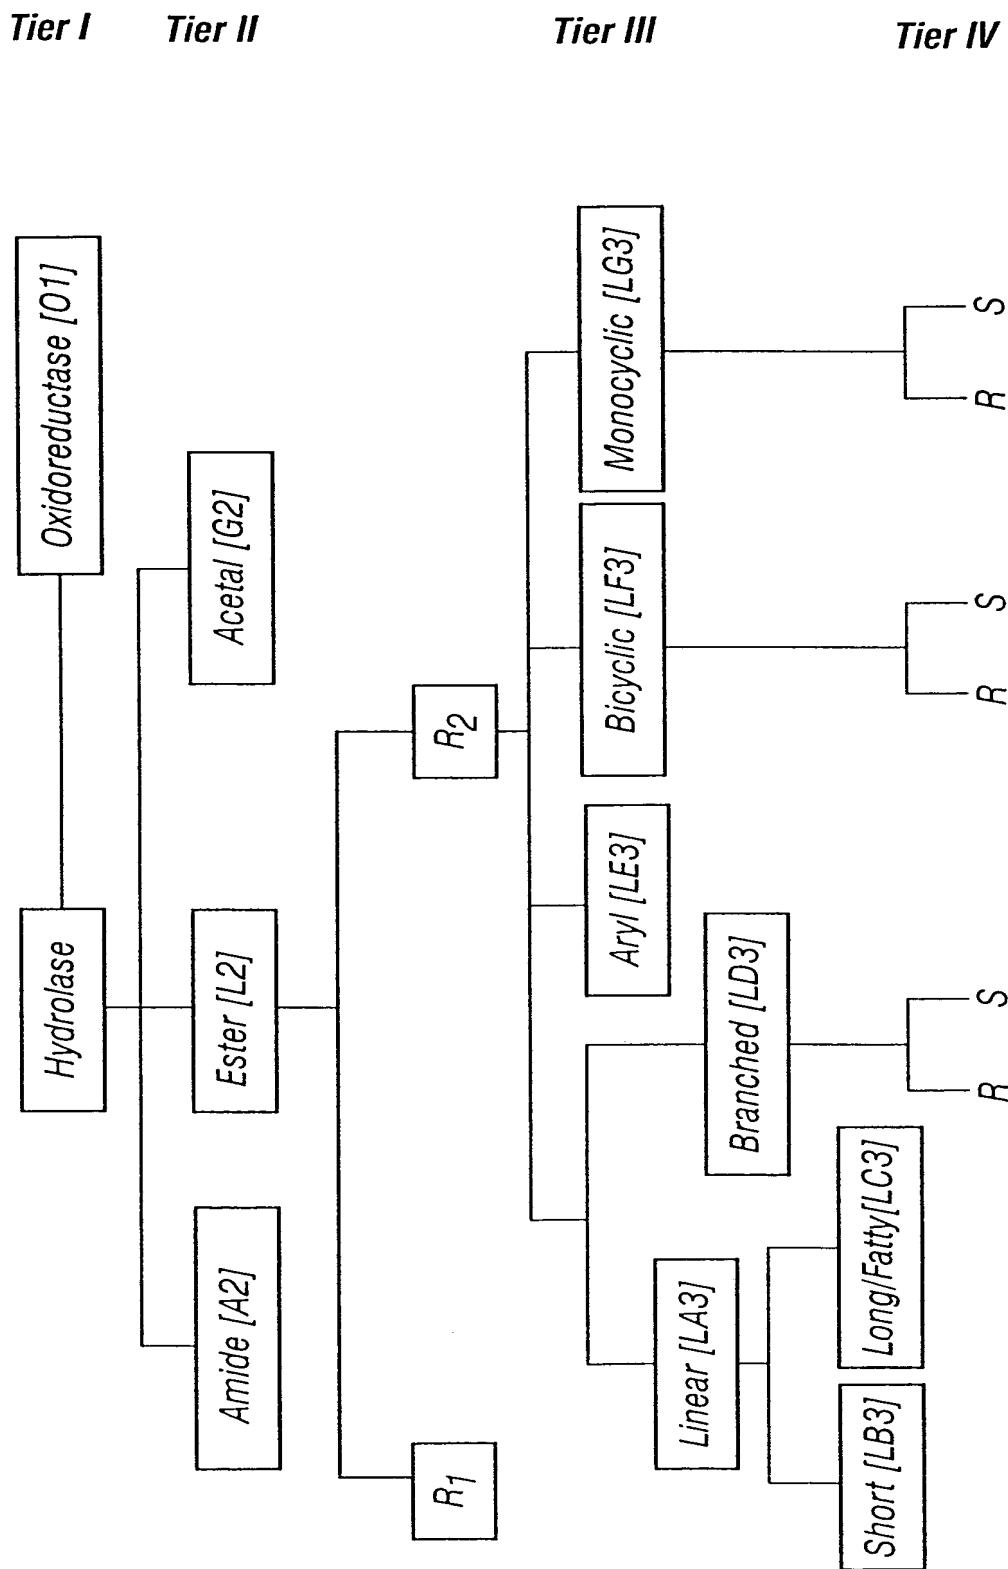 Tier I
Tier II
Tier III
Tier IV
Hydrolase
Oxidoreductase [O1]
Amide [A2]
Ester [L2]
Acetal [G2]
R1
R2
Aryl [LE3]
Bicyclic [LF3]
Monocyclic [LG3]
Linear [LA3]
Branched [LD3]
Short [LB3]
Long/Fatty[LC3]
R
S
R
S
R
S